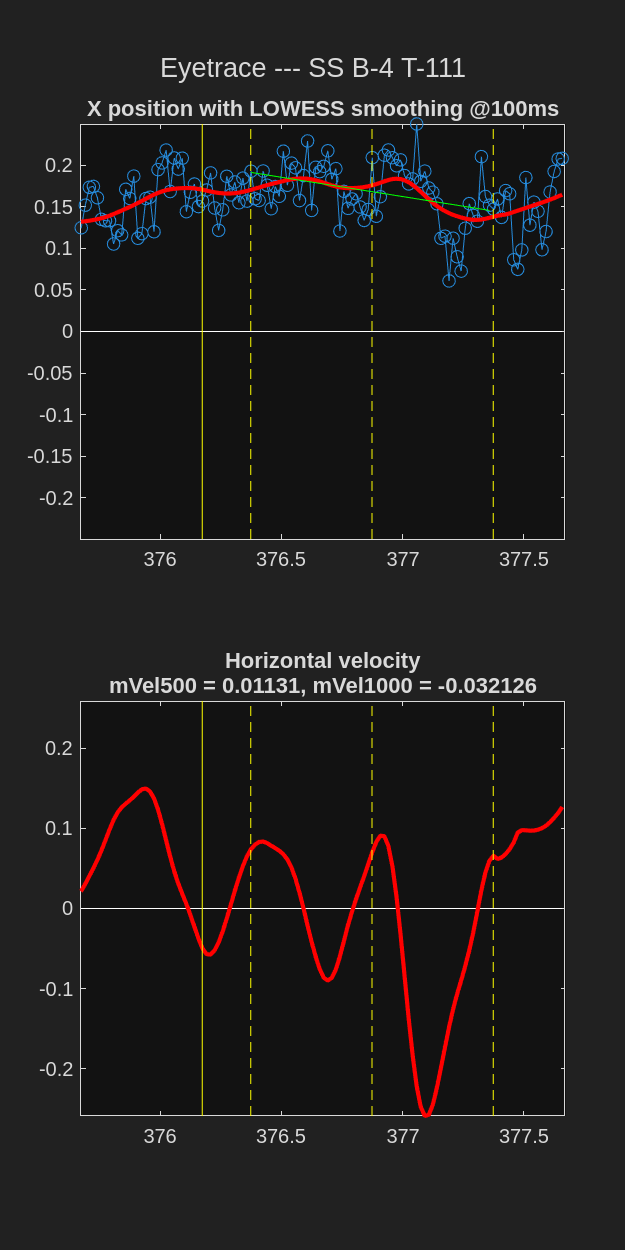 Eyetrace --- SS B-4 T-111
X position with LOWESS smoothing @100ms
0.2
0.15
0.1
0.05
0
-0.05
-0.1
-0.15
-0.2
376 376.5 377 377.5
Horizontal velocity
mVel500 = 0.01131, mVel1000 = -0.032126
0.2
0.1
0
-0.1
-0.2
376 376.5 377 377.5